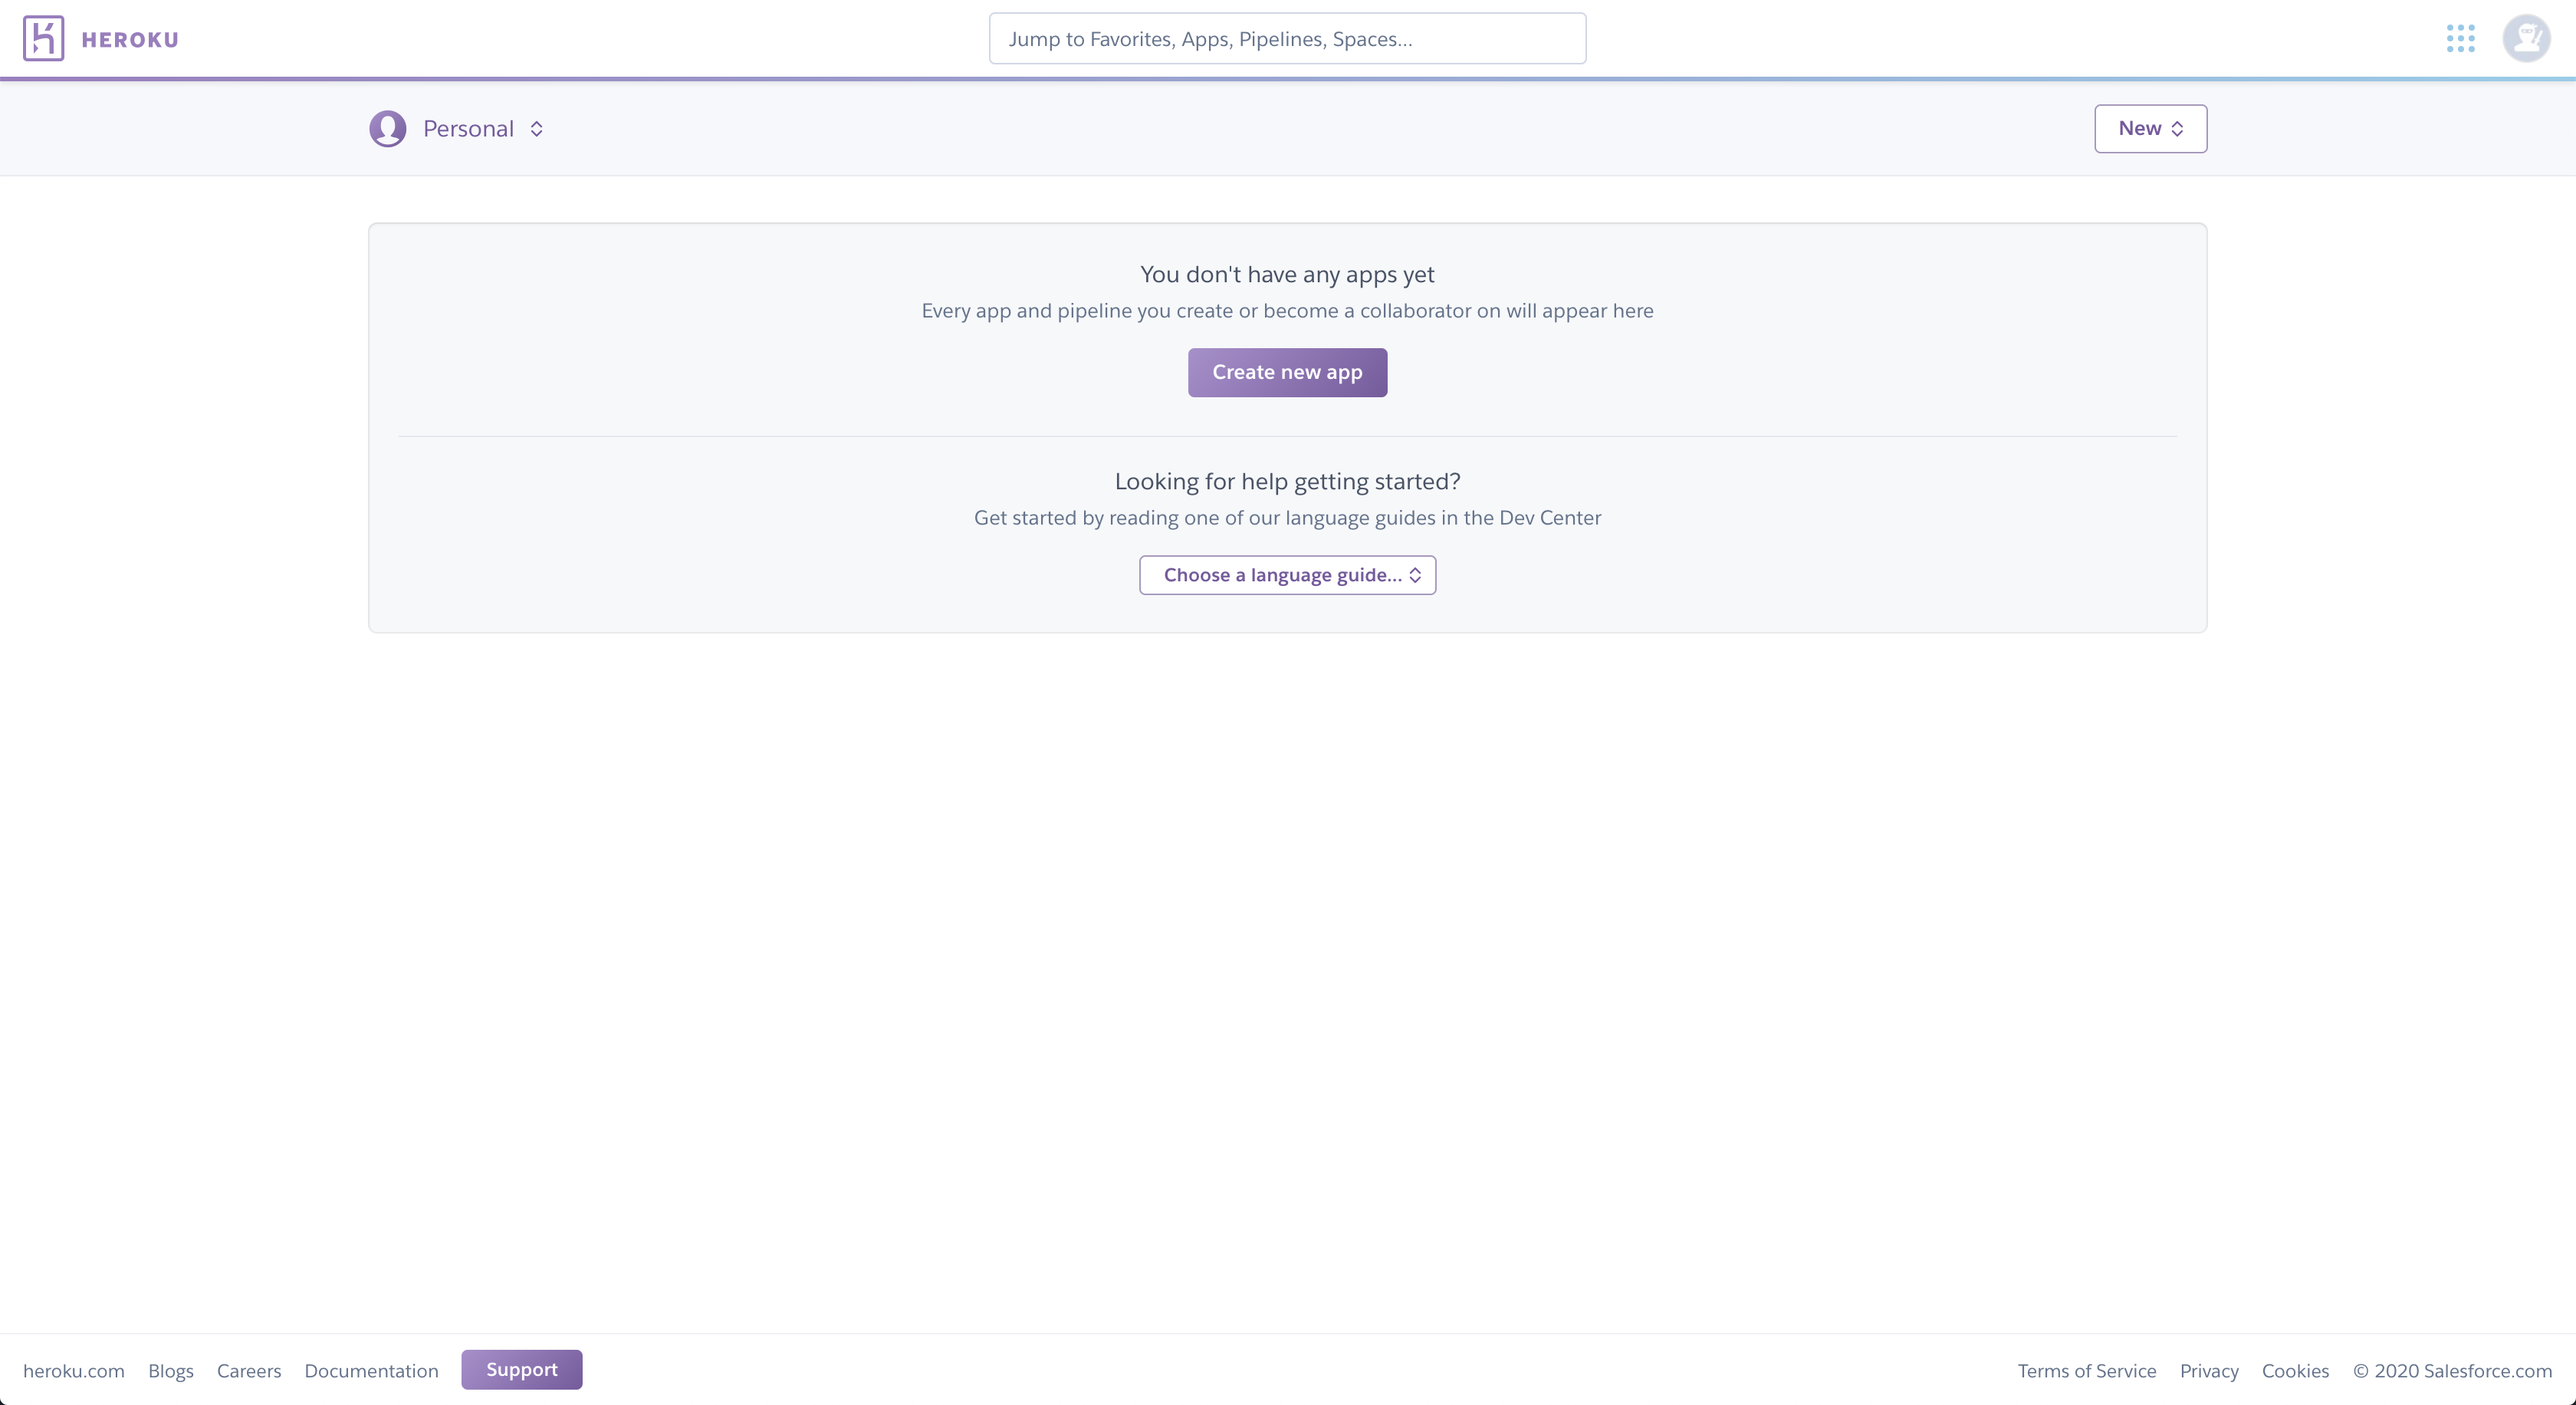 HEROKU
Jump to Favorites, Apps, Pipelines, Spaces...
Personal
New
You don't have any apps yet
Every app and pipeline you create or become a collaborator on will appear here
Create new app
Looking for help getting started?
Get started by reading one of our language guides in the Dev Center
Choose a language guide...
heroku.com Blogs Careers Documentation Support Terms of Service Privacy Cookies © 2020 Salesforce.com